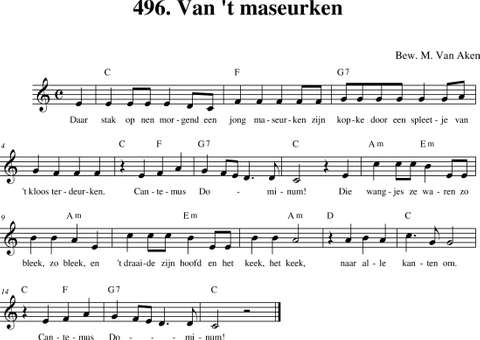 496. Van 't maseurken
Bew. M. Van Aken
C F G7
Daar stak op nen mor-gend een jong ma-seur-ken zijn kop-ke door een spleet-je van
4 C F A G7 C Am Em
't kloos ter-deur-ken. Can-te-mus Do- - mi-num! Die wang-jes ze wa-ren zo
9 Am Em Am D C
bleek, zo bleek, en 't draai-de zijn hoofd en het keek, het keek, naar al-le kan-ten om.
14 C F A G7 C
Can-te-mus Do- - - mi-num!